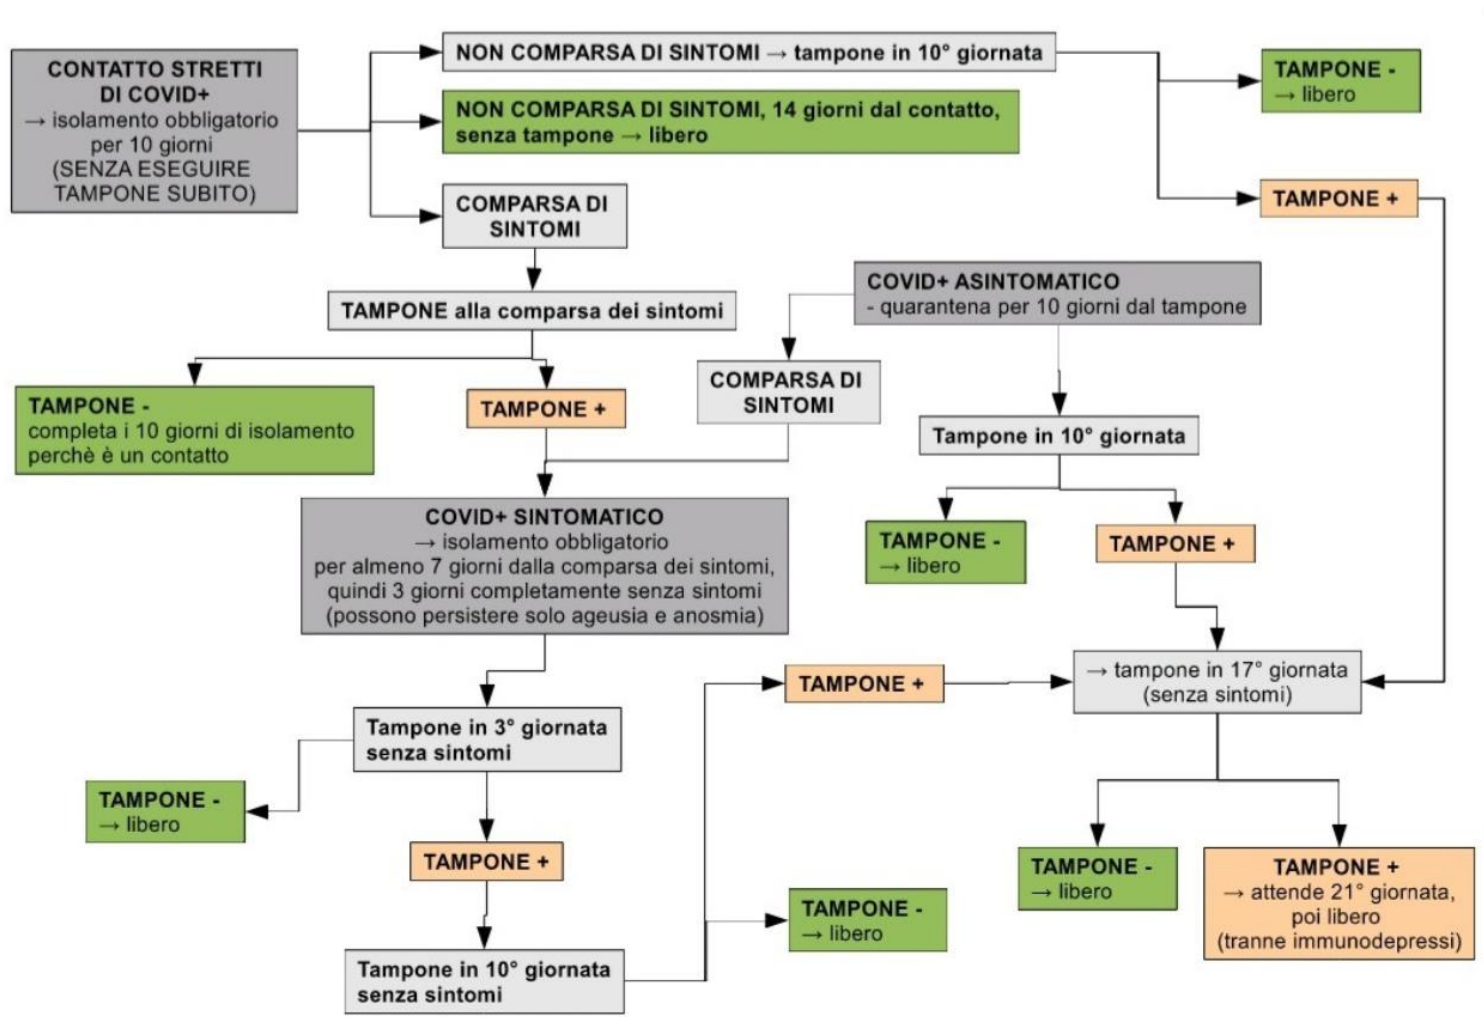 CONTATTO STRETTI
DI COVID+
→ isolamento obbligatorio
per 10 giorni
(SENZA ESEGUIRE
TAMPONE SUBITO)
NON COMPARSA DI SINTOMI → tampone in 10° giornata
NON COMPARSA DI SINTOMI, 14 giorni dal contatto,
senza tampone → libero
COMPARSA DI
SINTOMI
TAMPONE -
→ libero
TAMPONE +
TAMPONE alla comparsa dei sintomi
COVID+ ASINTOMATICO
- quarantena per 10 giorni dal tampone
TAMPONE -
completa i 10 giorni di isolamento
perchè è un contatto
TAMPONE +
COMPARSA DI
SINTOMI
Tampone in 10° giornata
COVID+ SINTOMATICO
→ isolamento obbligatorio
per almeno 7 giorni dalla comparsa dei sintomi,
quindi 3 giorni completamente senza sintomi
(possono persistere solo ageusia e anosmia)
TAMPONE -
→ libero
TAMPONE +
Tampone in 3° giornata
senza sintomi
TAMPONE +
→ tampone in 17° giornata
(senza sintomi)
TAMPONE -
→ libero
TAMPONE +
Tampone in 10° giornata
senza sintomi
TAMPONE -
→ libero
TAMPONE -
→ libero
TAMPONE +
→ attende 21° giornata,
poi libero
(tranne immunodepressi)